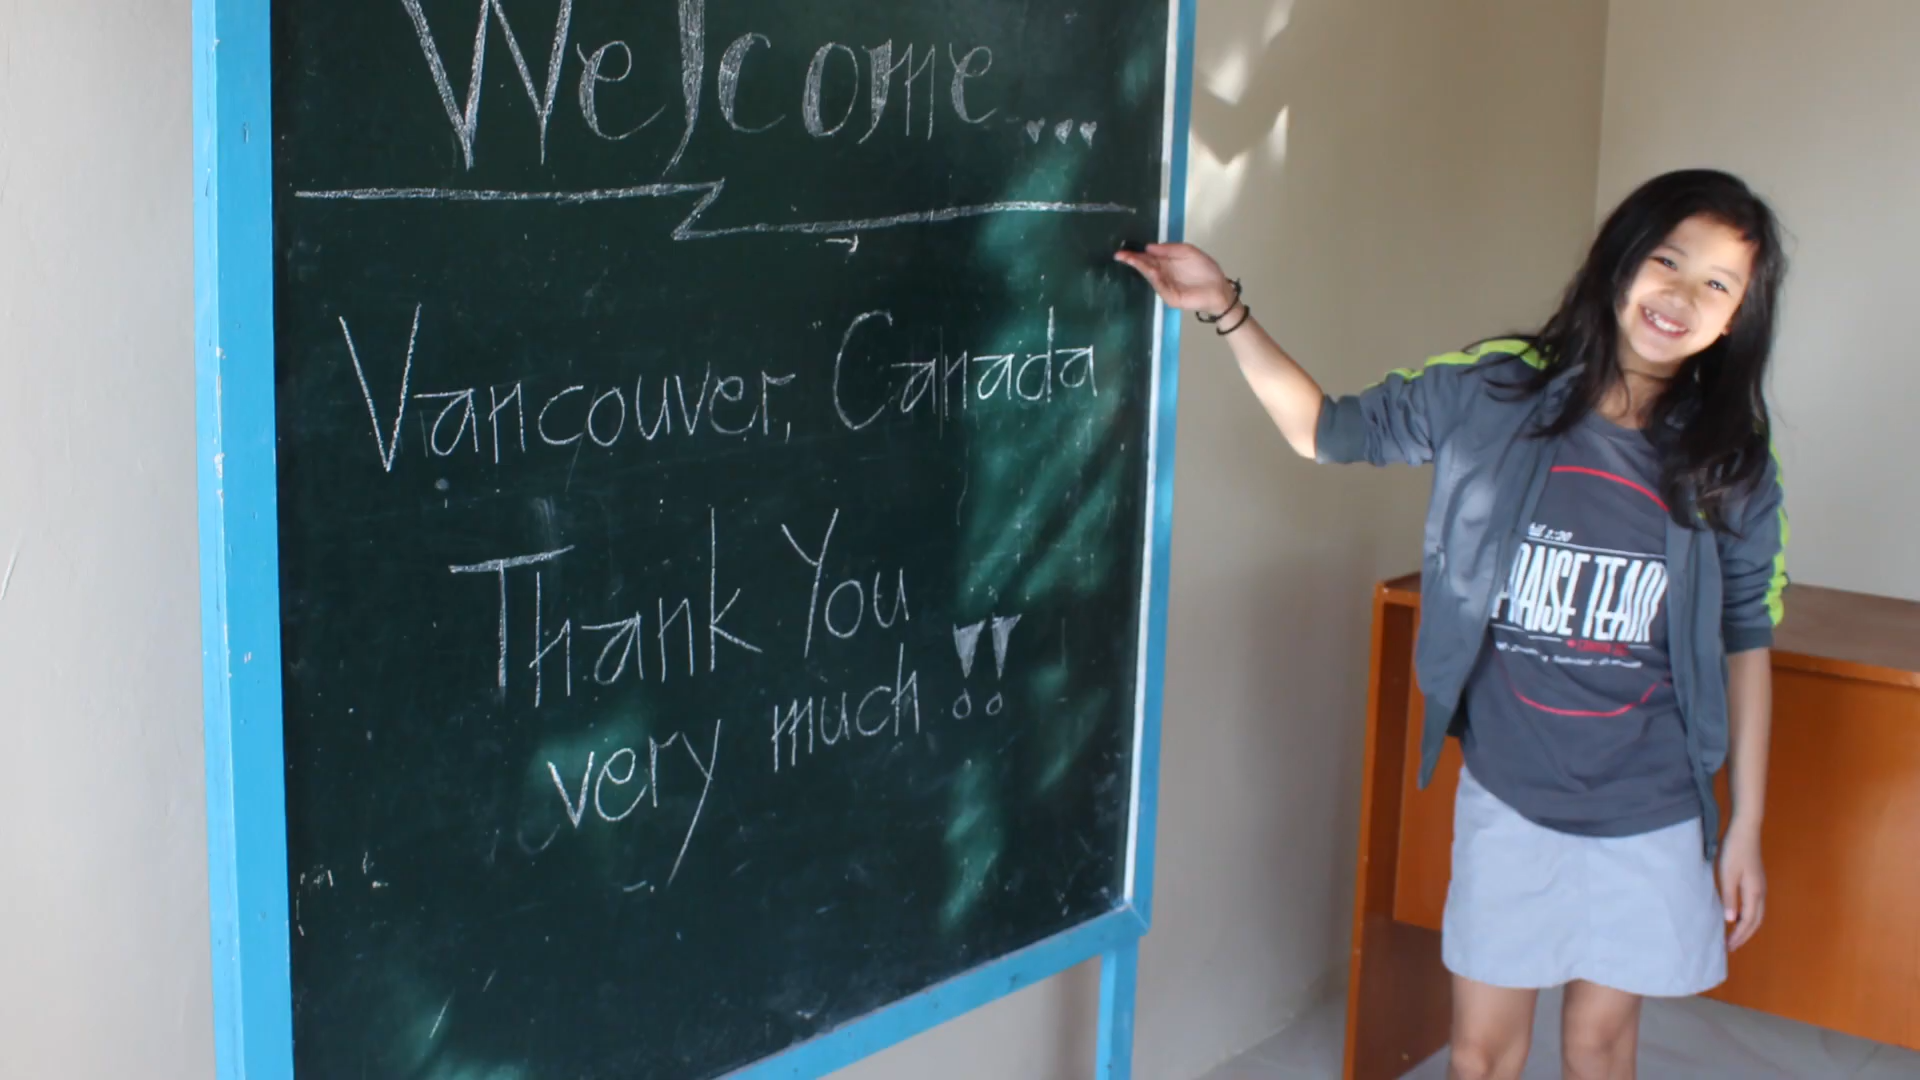 Welcome...
Vancouver, Canada
Thank You
very much!!
PRAISE TEAM